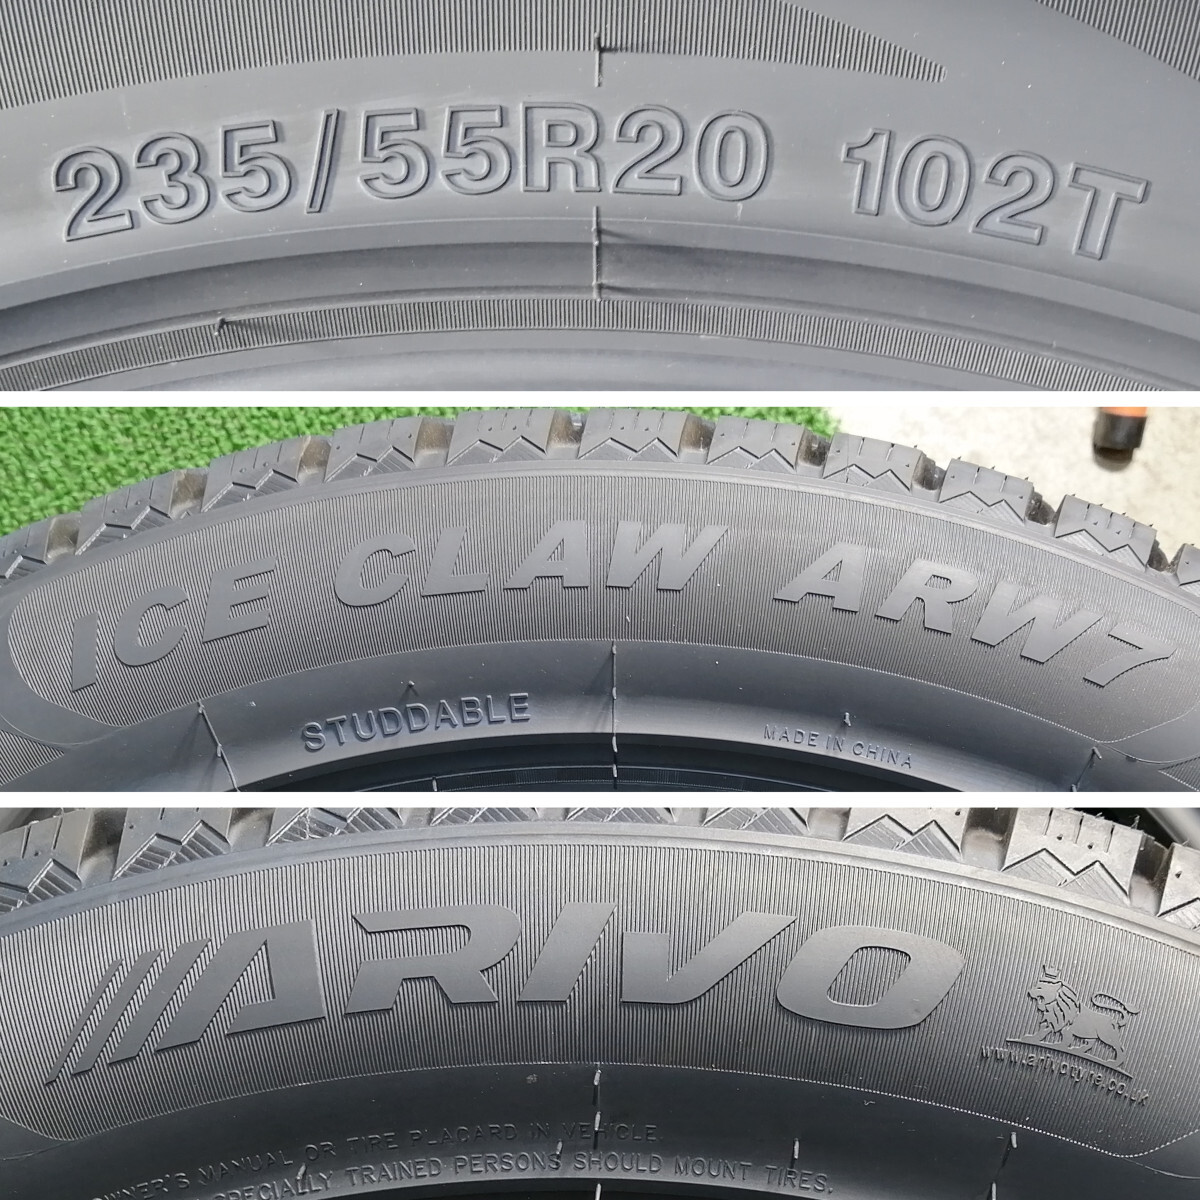 235/55R20 102T
ICE CLAW ARW7
STUDDABLE
MADE IN CHINA
ARIVO
www.arivotyre.co.uk
OWNER'S MANUAL OR TIRE PLACARD IN VEHICLE.
SPECIALLY TRAINED PERSONS SHOULD MOUNT TIRES.